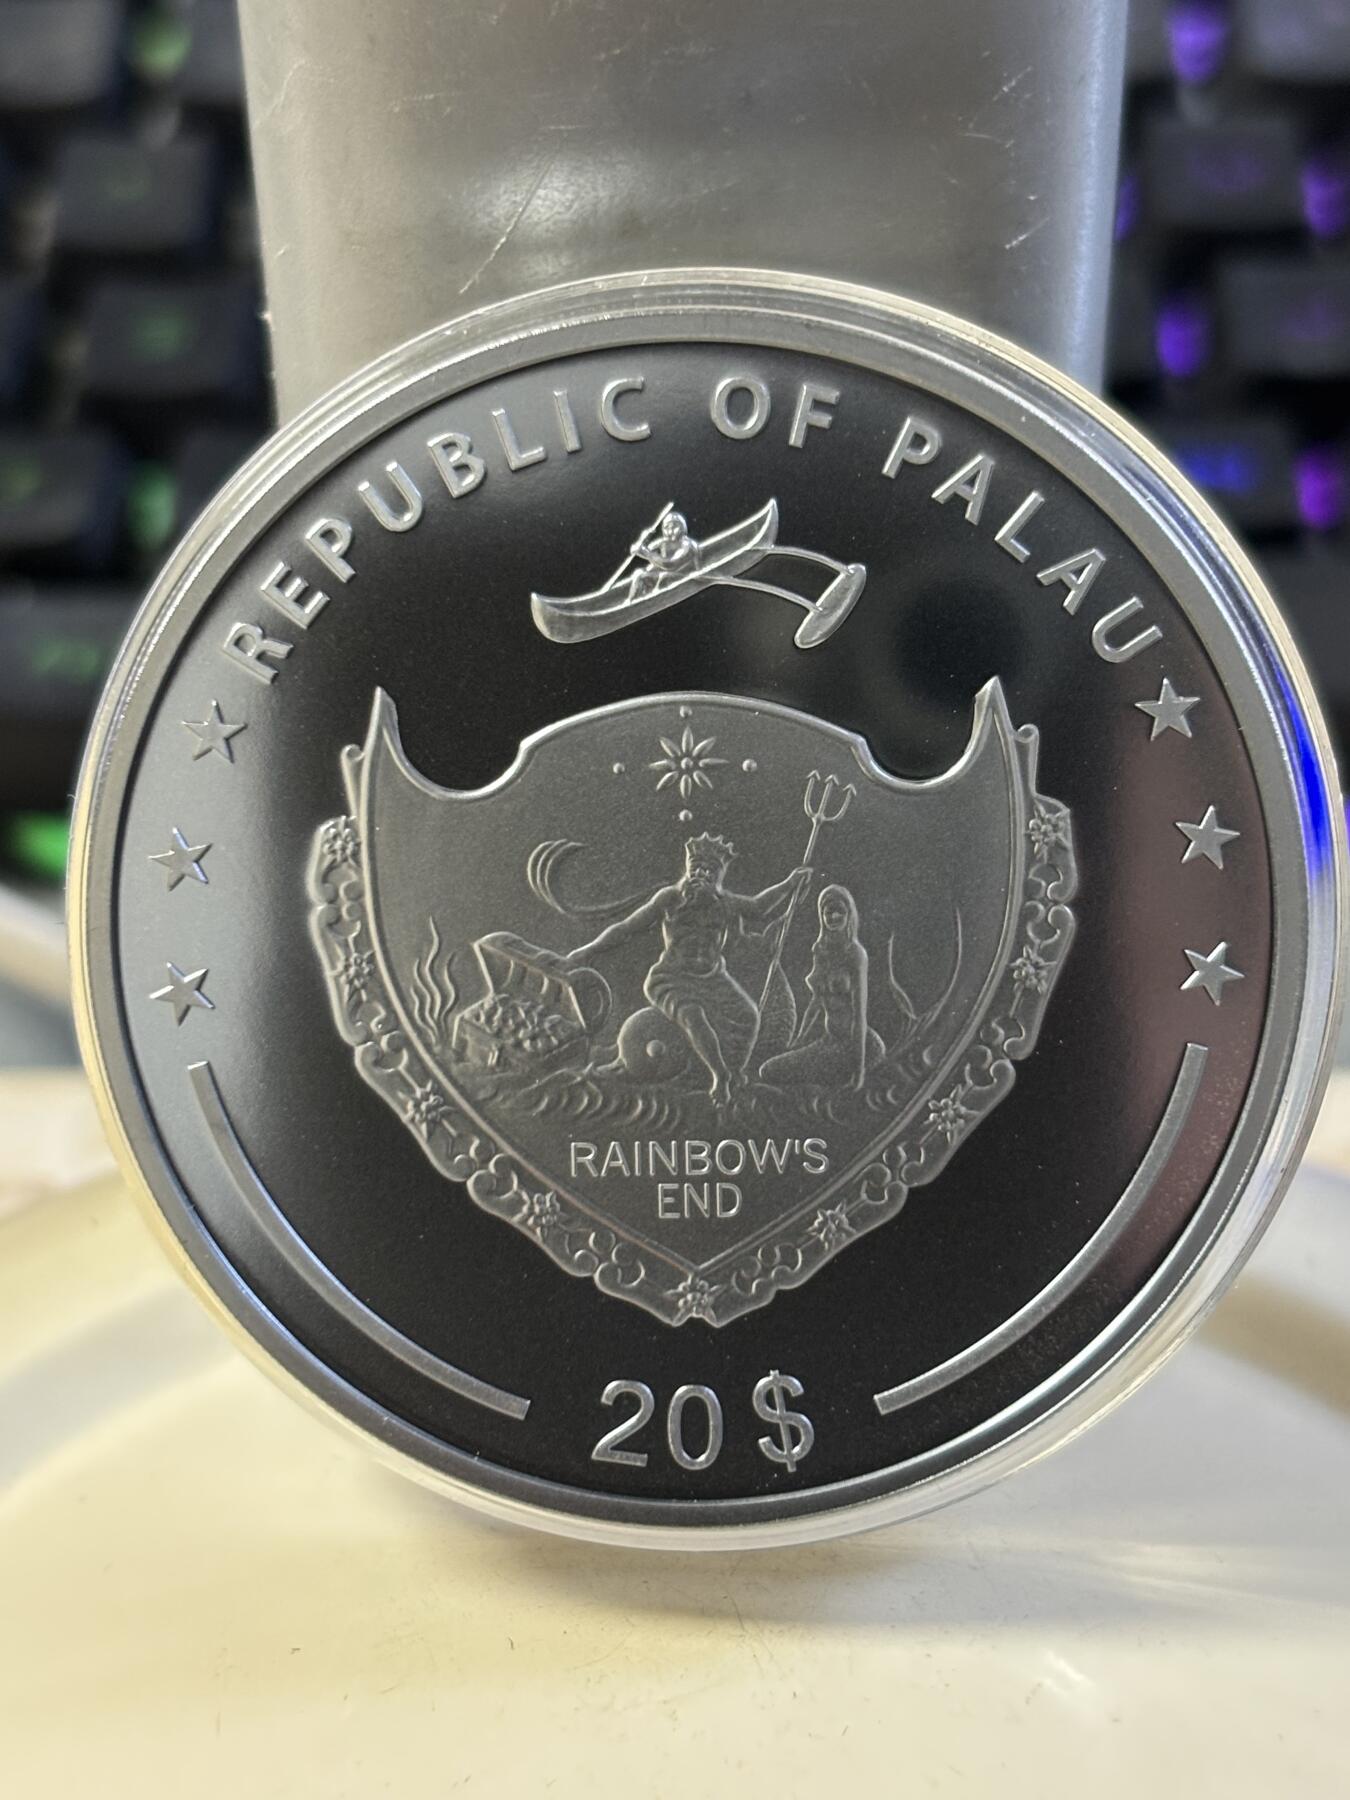 REPUBLIC OF PALAU
RAINBOW'S
END
20 $